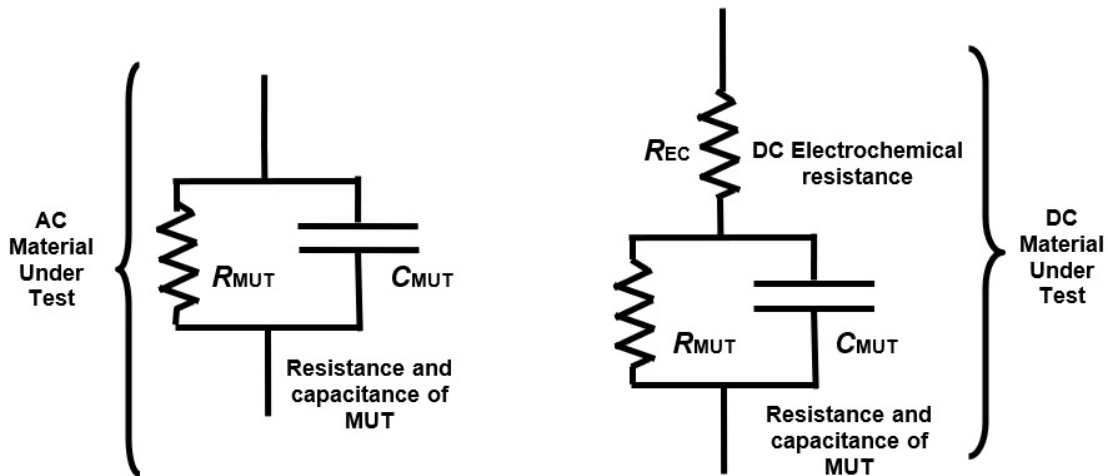 AC
Material
Under
Test
RMUT
CMUT
Resistance and
capacitance of
MUT
REC
DC Electrochemical
resistance
RMUT
CMUT
Resistance and
capacitance of
MUT
DC
Material
Under
Test